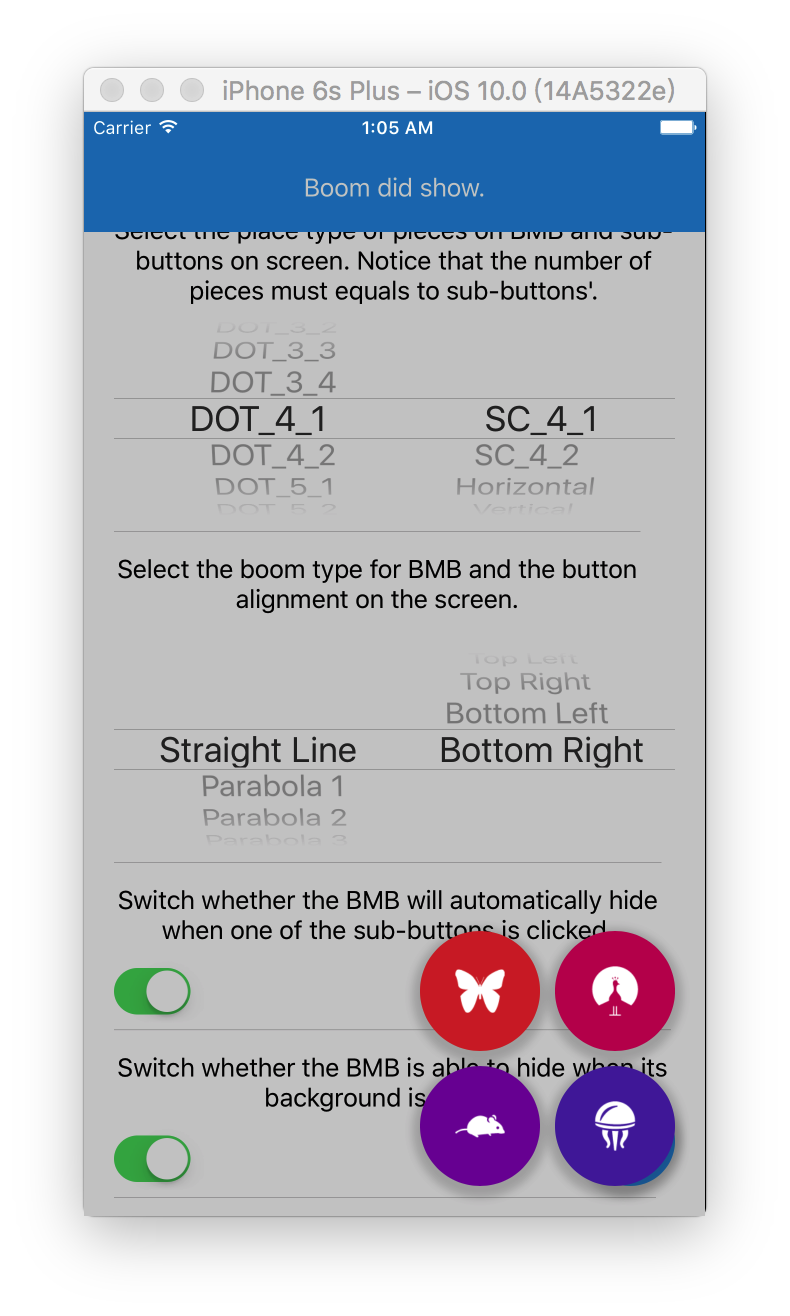 iPhone 6s Plus – iOS 10.0 (14A5322e)
Carrier 1:05 AM
Boom did show.
Select the place type of pieces on BMB and sub-
buttons on screen. Notice that the number of
pieces must equals to sub-buttons'.
DOT_3_2
DOT_3_3
DOT_3_4
DOT_4_1 SC_4_1
DOT_4_2 SC_4_2
DOT_5_1 Horizontal
DOT_5_2 Vertical
Select the boom type for BMB and the button
alignment on the screen.
Top Left
Top Right
Bottom Left
Straight Line Bottom Right
Parabola 1
Parabola 2
Parabola 3
Switch whether the BMB will automatically hide
when one of the sub-buttons is clicked
Switch whether the BMB is able to hide when its
background is